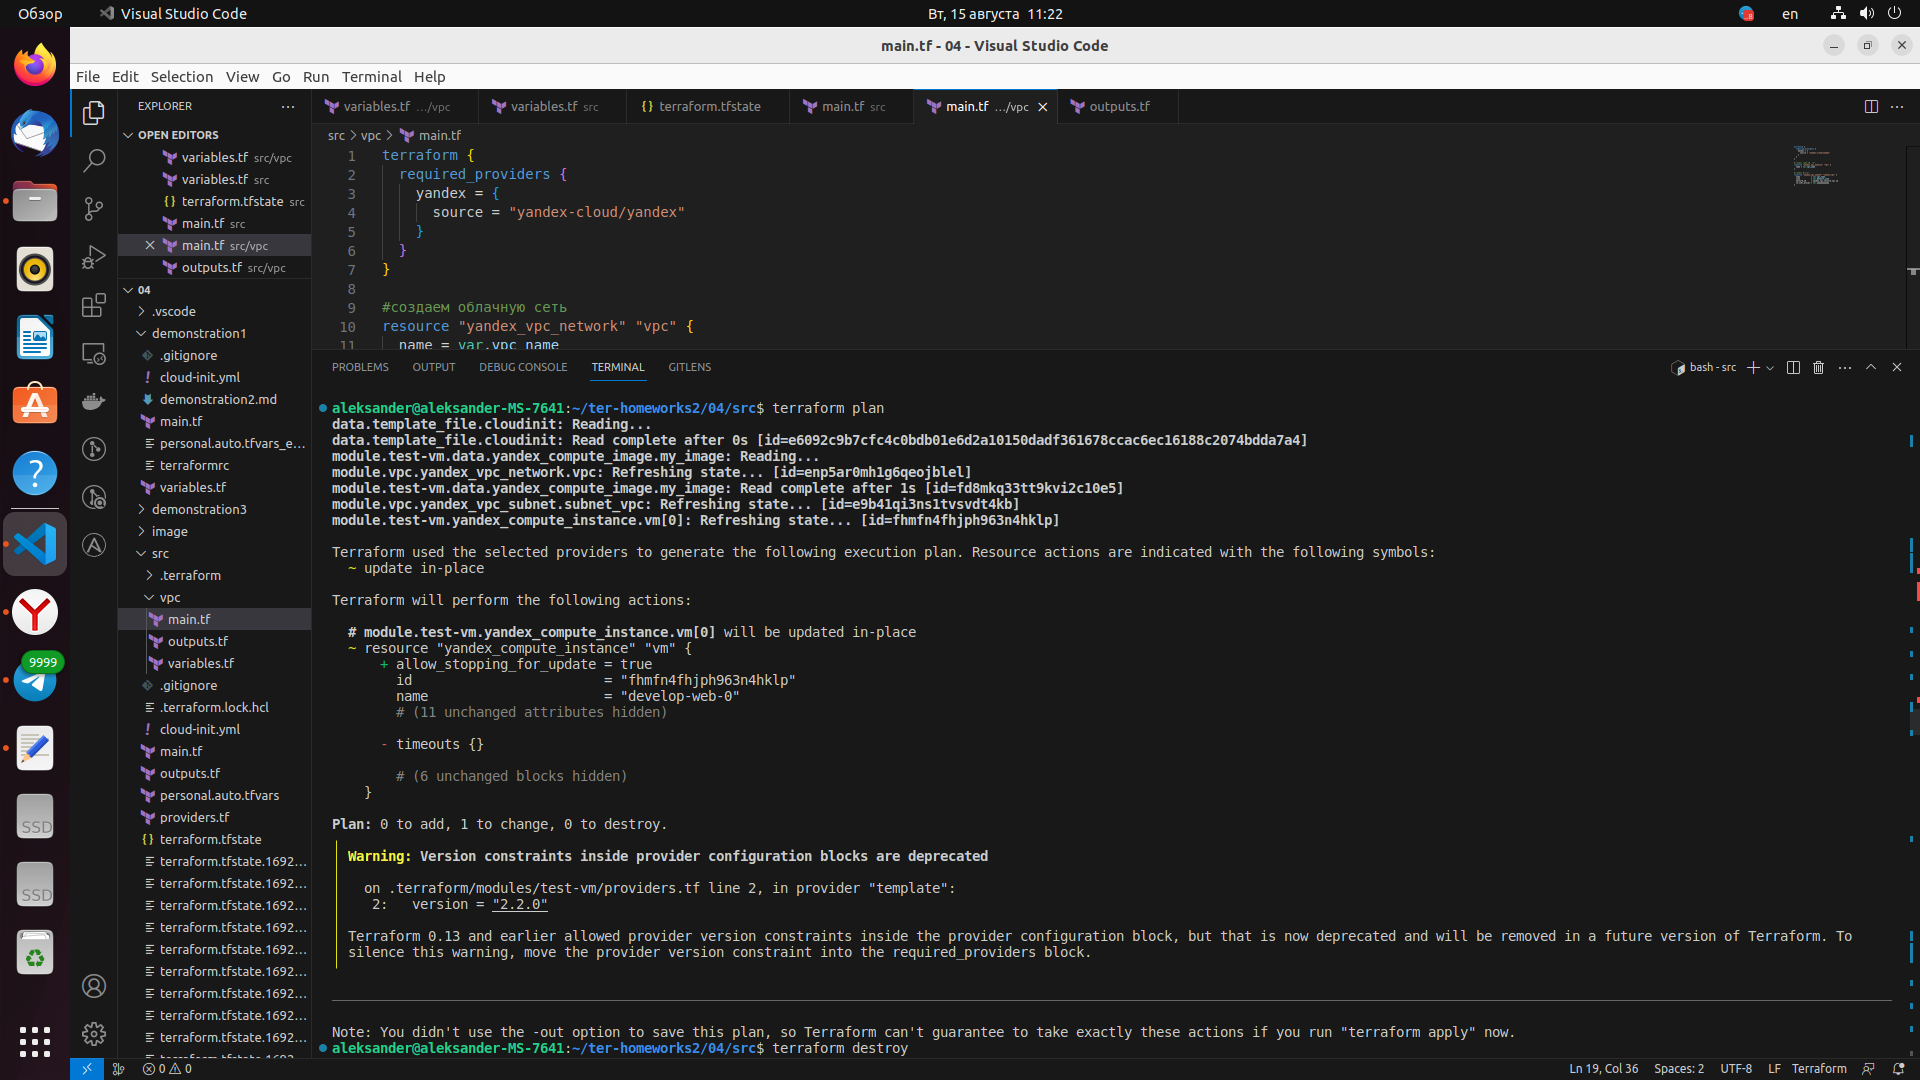 Обзор
Visual Studio Code
Вт, 15 августа 11:22
en
main.tf - 04 - Visual Studio Code
File Edit Selection View Go Run Terminal Help
EXPLORER
variables.tf .../vpc
variables.tf src
{} terraform.tfstate
main.tf src
main.tf .../vpc
outputs.tf
OPEN EDITORS
variables.tf src/vpc
variables.tf src
{} terraform.tfstate src
main.tf src
main.tf src/vpc
outputs.tf src/vpc
04
.vscode
demonstration1
.gitignore
! cloud-init.yml
demonstration2.md
main.tf
personal.auto.tfvars_e...
terraformrc
variables.tf
demonstration3
image
src
.terraform
vpc
main.tf
outputs.tf
variables.tf
.gitignore
.terraform.lock.hcl
! cloud-init.yml
main.tf
outputs.tf
personal.auto.tfvars
providers.tf
{} terraform.tfstate
terraform.tfstate.1692...
terraform.tfstate.1692...
terraform.tfstate.1692...
terraform.tfstate.1692...
terraform.tfstate.1692...
terraform.tfstate.1692...
terraform.tfstate.1692...
terraform.tfstate.1692...
terraform.tfstate.1692...
terraform.tfstate.1692...
9999
SSD
SSD
src > vpc > main.tf
1 terraform {
2 required_providers {
3 yandex = {
4 source = "yandex-cloud/yandex"
5 }
6 }
7 }
8
9 #создаем облачную сеть
10 resource "yandex_vpc_network" "vpc" {
11 name = var.vpc_name
PROBLEMS OUTPUT DEBUG CONSOLE TERMINAL GITLENS
bash - src
aleksander@aleksander-MS-7641:~/ter-homeworks2/04/src$ terraform plan
data.template_file.cloudinit: Reading...
data.template_file.cloudinit: Read complete after 0s [id=e6092c9b7cfc4c0bdb01e6d2a10150dadf361678ccac6ec16188c2074bdda7a4]
module.test-vm.data.yandex_compute_image.my_image: Reading...
module.vpc.yandex_vpc_network.vpc: Refreshing state... [id=enp5ar0mh1g6qeojblel]
module.test-vm.data.yandex_compute_image.my_image: Read complete after 1s [id=fd8mkq33tt9kvi2c10e5]
module.vpc.yandex_vpc_subnet.subnet_vpc: Refreshing state... [id=e9b41qi3ns1tvsvdt4kb]
module.test-vm.yandex_compute_instance.vm[0]: Refreshing state... [id=fhmfn4fhjph963n4hklp]
Terraform used the selected providers to generate the following execution plan. Resource actions are indicated with the following symbols:
~ update in-place
Terraform will perform the following actions:
# module.test-vm.yandex_compute_instance.vm[0] will be updated in-place
~ resource "yandex_compute_instance" "vm" {
+ allow_stopping_for_update = true
id = "fhmfn4fhjph963n4hklp"
name = "develop-web-0"
# (11 unchanged attributes hidden)
- timeouts {}
# (6 unchanged blocks hidden)
}
Plan: 0 to add, 1 to change, 0 to destroy.
Warning: Version constraints inside provider configuration blocks are deprecated
on .terraform/modules/test-vm/providers.tf line 2, in provider "template":
2: version = "2.2.0"
Terraform 0.13 and earlier allowed provider version constraints inside the provider configuration block, but that is now deprecated and will be removed in a future version of Terraform. To
silence this warning, move the provider version constraint into the required_providers block.
Note: You didn't use the -out option to save this plan, so Terraform can't guarantee to take exactly these actions if you run "terraform apply" now.
aleksander@aleksander-MS-7641:~/ter-homeworks2/04/src$ terraform destroy
0 0
Ln 19, Col 36 Spaces: 2 UTF-8 LF Terraform